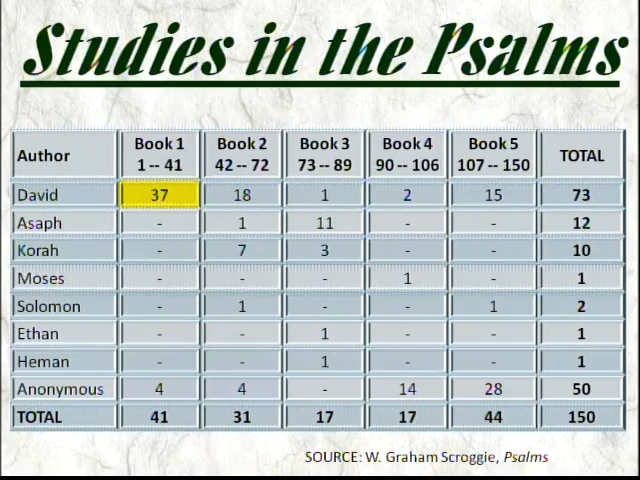 Studies in the Psalms
Author Book 1 1 -- 41 Book 2 42 -- 72 Book 3 73 -- 89 Book 4 90 -- 106 Book 5 107 -- 150 TOTAL
David 37 18 1 2 15 73
Asaph - 1 11 - - 12
Korah - 7 3 - - 10
Moses - - - 1 - 1
Solomon - 1 - - 1 2
Ethan - - 1 - - 1
Heman - - 1 - - 1
Anonymous 4 4 - 14 28 50
TOTAL 41 31 17 17 44 150
SOURCE: W. Graham Scroggie, Psalms